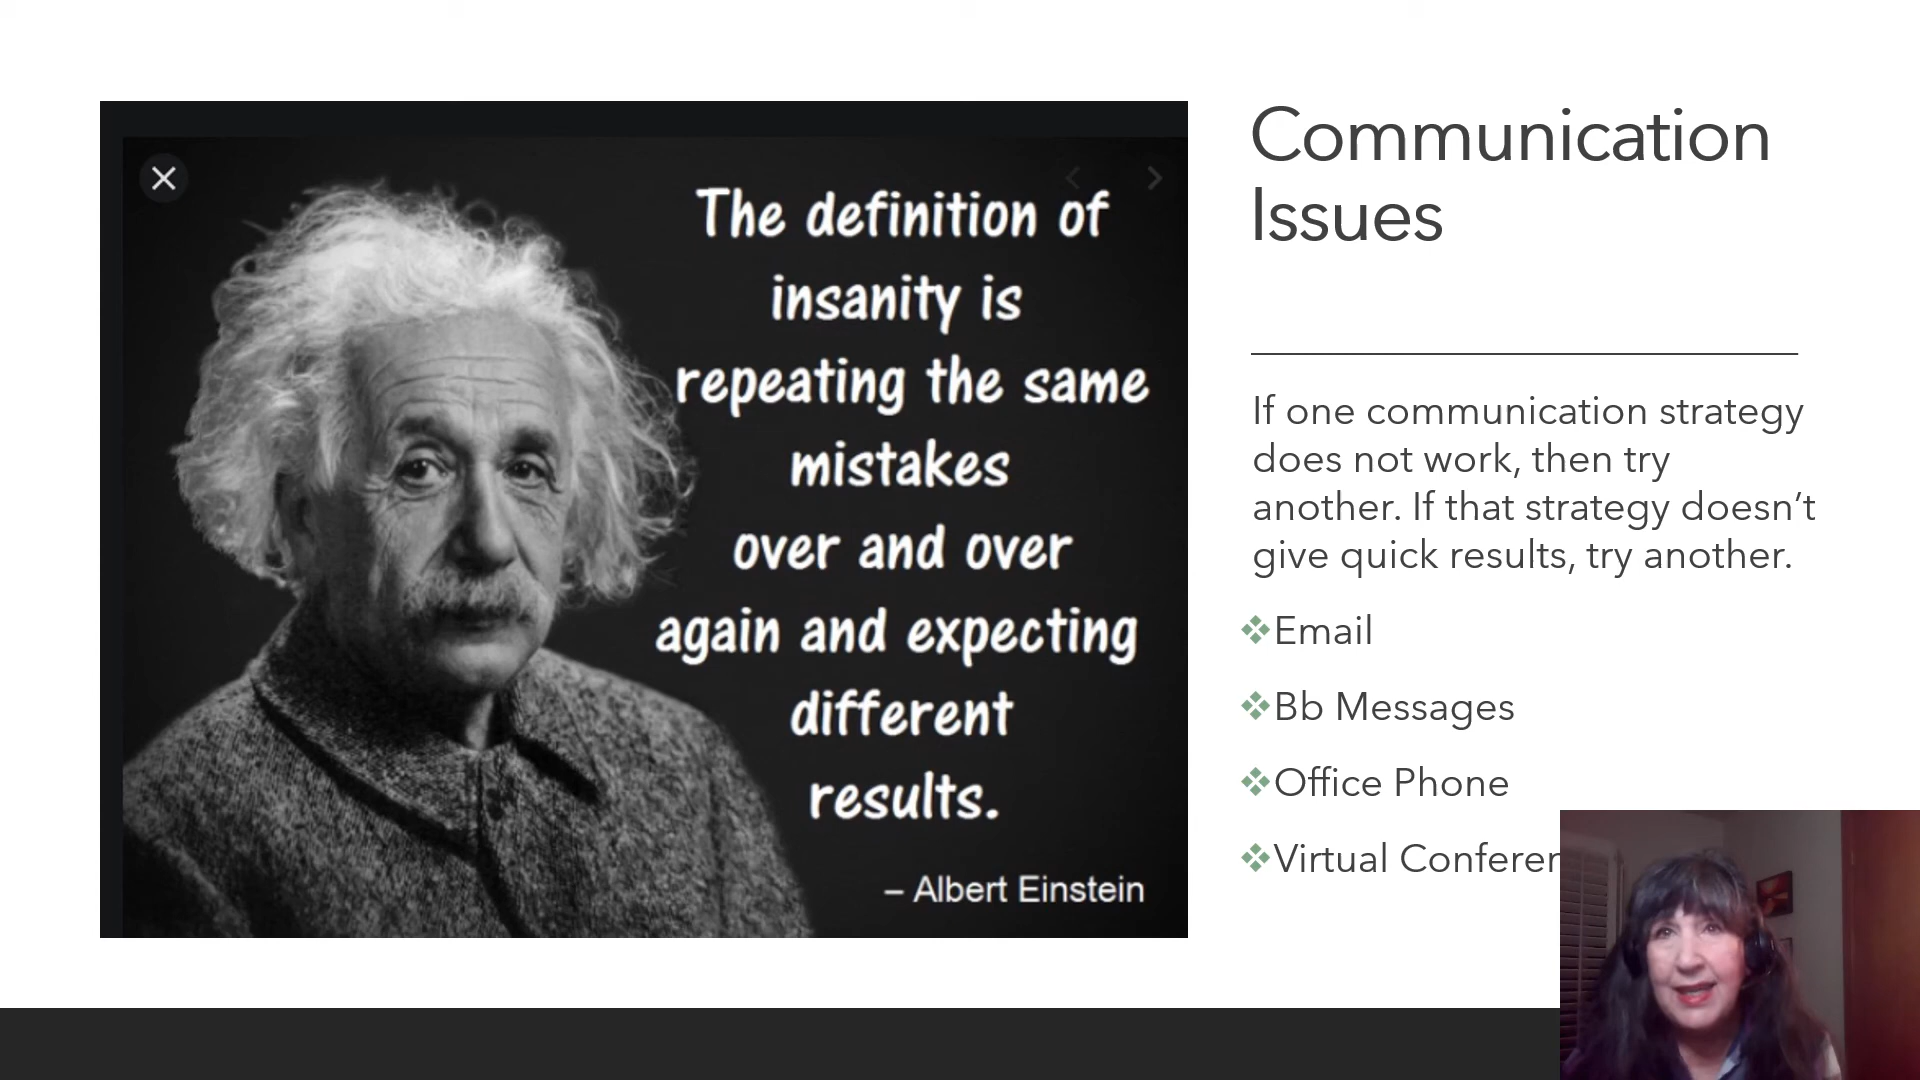 The definition of
insanity is
repeating the same
mistakes
over and over
again and expecting
different
results.
– Albert Einstein
Communication
Issues
If one communication strategy
does not work, then try
another. If that strategy doesn’t
give quick results, try another.
❖Email
❖Bb Messages
❖Office Phone
❖Virtual